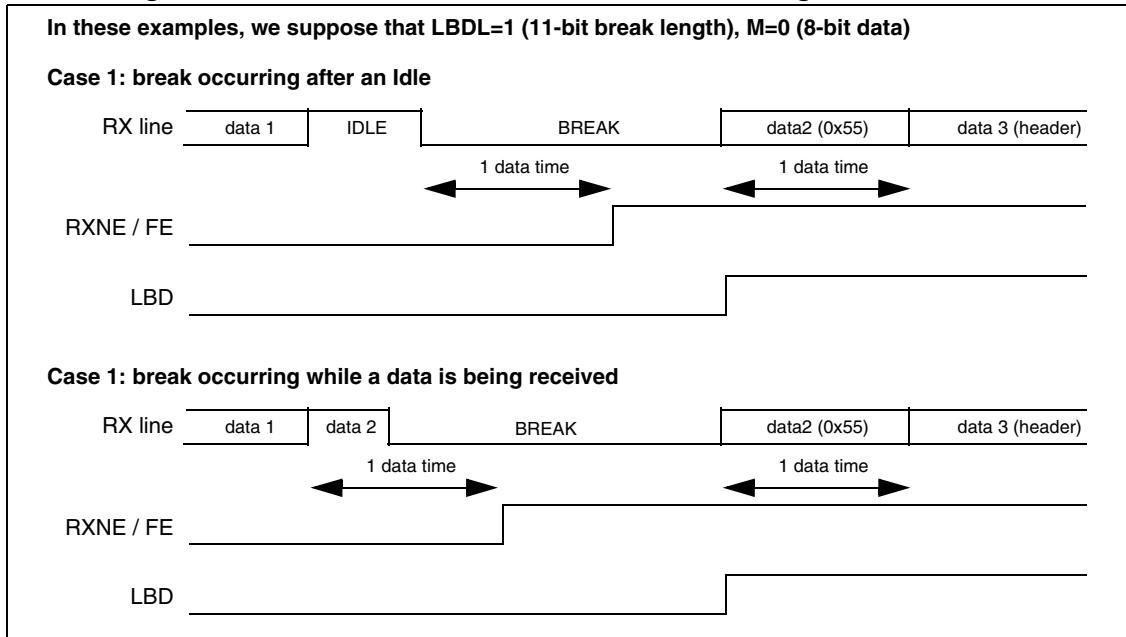 In these examples, we suppose that LBDL=1 (11-bit break length), M=0 (8-bit data)
Case 1: break occurring after an Idle
RX line data 1 IDLE BREAK data2 (0x55) data 3 (header)
1 data time 1 data time
RXNE / FE
LBD
Case 1: break occurring while a data is being received
RX line data 1 data 2 BREAK data2 (0x55) data 3 (header)
1 data time 1 data time
RXNE / FE
LBD